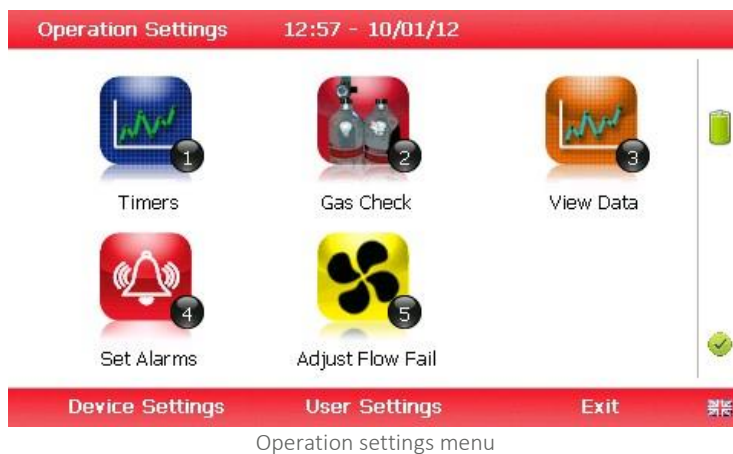 Operation Settings 12:57 - 10/01/12
1 2 3
Timers Gas Check View Data
4 5
Set Alarms Adjust Flow Fail
Device Settings User Settings Exit
Operation settings menu